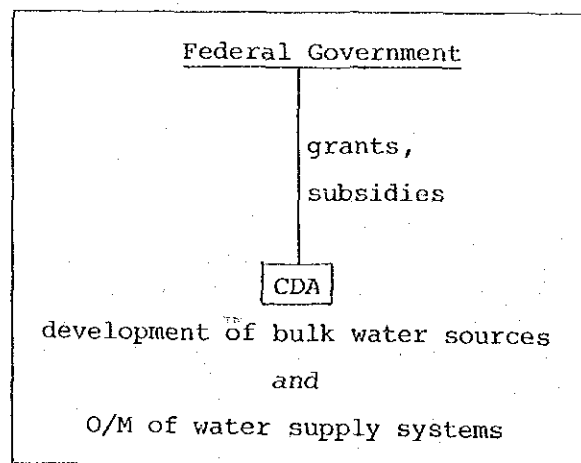 Federal Government
grants,
subsidies
CDA
development of bulk water sources
and
O/M of water supply systems